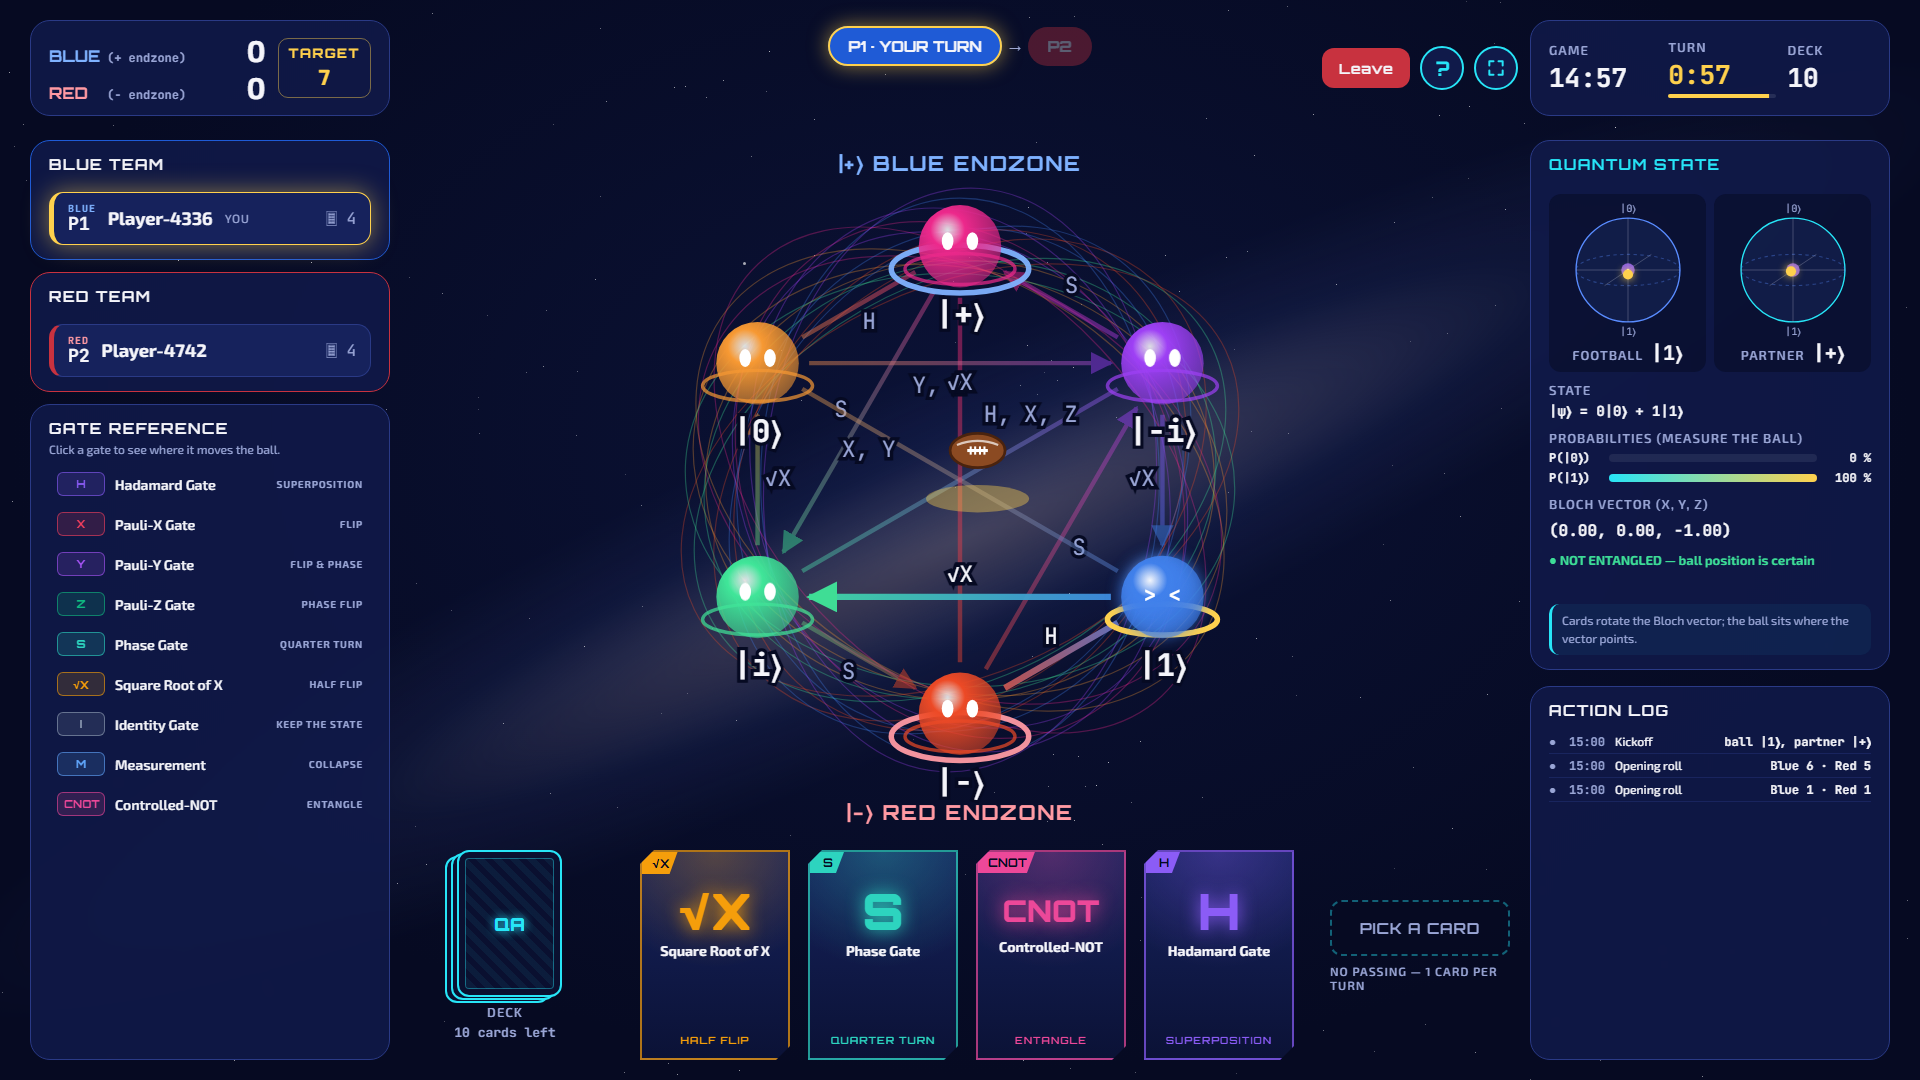 BLUE (+ endzone) 0
RED (- endzone) 0
TARGET
7
P1 · YOUR TURN → P2
Leave
?
GAME
14:57
TURN
0:57
DECK
10
BLUE TEAM
BLUE
P1 Player-4336 YOU 4
RED TEAM
RED
P2 Player-4742 4
GATE REFERENCE
Click a gate to see where it moves the ball.
H Hadamard Gate SUPERPOSITION
X Pauli-X Gate FLIP
Y Pauli-Y Gate FLIP & PHASE
Z Pauli-Z Gate PHASE FLIP
S Phase Gate QUARTER TURN
√X Square Root of X HALF FLIP
I Identity Gate KEEP THE STATE
M Measurement COLLAPSE
CNOT Controlled-NOT ENTANGLE
|+⟩ BLUE ENDZONE
S
H
|+⟩
Y, √X
S
H, X, Z
|0⟩
|-i⟩
X, Y
√X
√X
S
√X
> <
H
|i⟩
S
|1⟩
|-⟩
|-⟩ RED ENDZONE
QA
DECK
10 cards left
√X
√X
Square Root of X
HALF FLIP
S
S
Phase Gate
QUARTER TURN
CNOT
CNOT
Controlled-NOT
ENTANGLE
H
H
Hadamard Gate
SUPERPOSITION
PICK A CARD
NO PASSING — 1 CARD PER
TURN
QUANTUM STATE
|0⟩
|1⟩
FOOTBALL |1⟩
|0⟩
|1⟩
PARTNER |+⟩
STATE
|ψ⟩ = 0|0⟩ + 1|1⟩
PROBABILITIES (MEASURE THE BALL)
P(|0⟩) 0 %
P(|1⟩) 100 %
BLOCH VECTOR (X, Y, Z)
(0.00, 0.00, -1.00)
● NOT ENTANGLED — ball position is certain
Cards rotate the Bloch vector; the ball sits where the
vector points.
ACTION LOG
● 15:00 Kickoff ball |1⟩, partner |+⟩
● 15:00 Opening roll Blue 6 · Red 5
● 15:00 Opening roll Blue 1 · Red 1